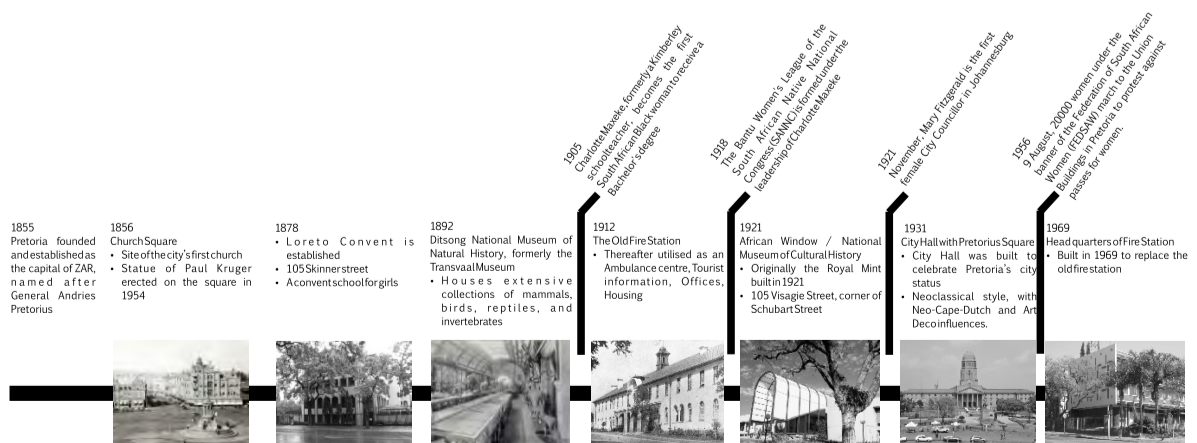 1855
Pretoria founded
and established as
the capital of ZAR,
named after
General Andries
Pretorius
1856
Church Square
• Site of the city's first church
• Statue of Paul Kruger
erected on the square in
1954
1878
• Loreto Convent is
established
• 105 Skinner street
• A convent school for girls
1892
Ditsong National Museum of
Natural History, formerly the
Transvaal Museum
• Houses extensive
collections of mammals,
birds, reptiles, and
invertebrates
1905
Charlotte Maxeke, formerly a Kimberley
schoolteacher, becomes the first
South African Black woman to receive a
Bachelor's degree
1912
The Old Fire Station
• Thereafter utilised as an
Ambulance centre, Tourist
information, Offices,
Housing
1918
The Bantu Women's League of the
South African Native National
Congress (SANNC) is formed under the
leadership of Charlotte Maxeke
1921
African Window / National
Museum of Cultural History
• Originally the Royal Mint
built in 1921
• 105 Visagie Street, corner of
Schubart Street
1921
November, Mary Fitzgerald is the first
female City Councillor in Johannesburg
1931
City Hall with Pretorius Square
• City Hall was built to
celebrate Pretoria's city
status
• Neoclassical style, with
Neo-Cape-Dutch and Art
Deco influences.
1956
9 August, 20000 women under the
banner of the Federation of South African
Women (FEDSAW) march to the Union
Buildings in Pretoria to protest against
passes for women.
1969
Head quarters of Fire Station
• Built in 1969 to replace the
old fire station